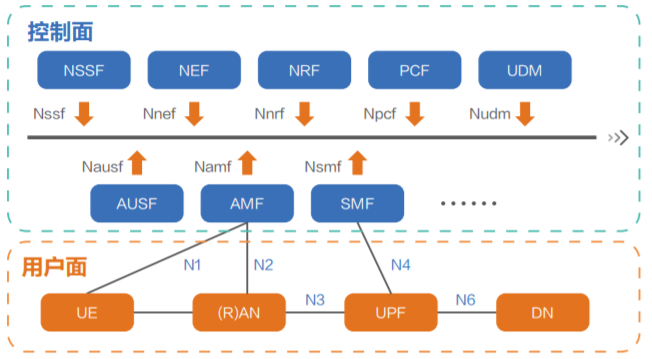 控制面
NSSF NEF NRF PCF UDM
Nssf Nnef Nnrf Npcf Nudm
Nausf Namf Nsmf
AUSF AMF SMF ······
N1 N2 N4
用户面
N3 N6
UE (R)AN UPF DN